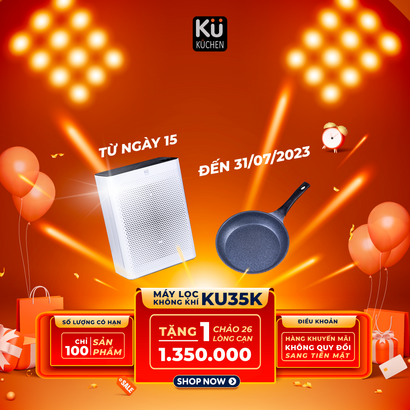 Kü
KÜCHEN
TỪ NGÀY 15
ĐẾN 31/07/2023
MÁY LỌC
KHÔNG KHÍ KU35K
SỐ LƯỢNG CÓ HẠN
CHỈ
100 SẢN
PHẨM
TẶNG 1 CHẢO 26
LÒNG CẠN
1.350.000
ĐIỀU KHOẢN
HÀNG KHUYẾN MÃI
KHÔNG QUY ĐỔI
SANG TIỀN MẶT
SALE
SHOP NOW